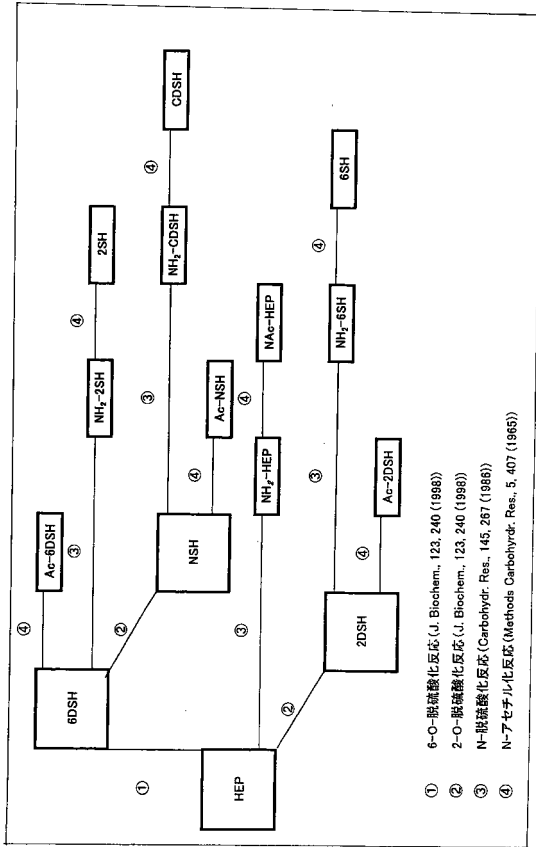 ④ Ac-6DSH
6DSH ③ NH₂-2SH ④ 2SH
①
② NSH ③ NH₂-CDSH ④ CDSH
④ Ac-NSH
HEP ③ NH₂-HEP ④ NAc-HEP
② 2DSH ③ NH₂-6SH ④ 6SH
④ Ac-2DSH
① 6-O-脱硫酸化反応(J. Biochem., 123, 240 (1998))
② 2-O-脱硫酸化反応(J. Biochem., 123, 240 (1998))
③ N-脱硫酸化反応(Carbohydr. Res., 145, 267 (1986))
④ N-アセチル化反応(Methods Carbohyrdr. Res., 5, 407 (1965))